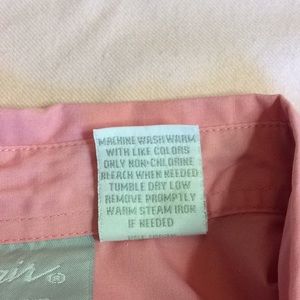 MACHINE WASH WARM
WITH LIKE COLORS
ONLY NON-CHLORINE
BLEACH WHEN NEEDED
TUMBLE DRY LOW
REMOVE PROMPTLY
WARM STEAM IRON
IF NEEDED